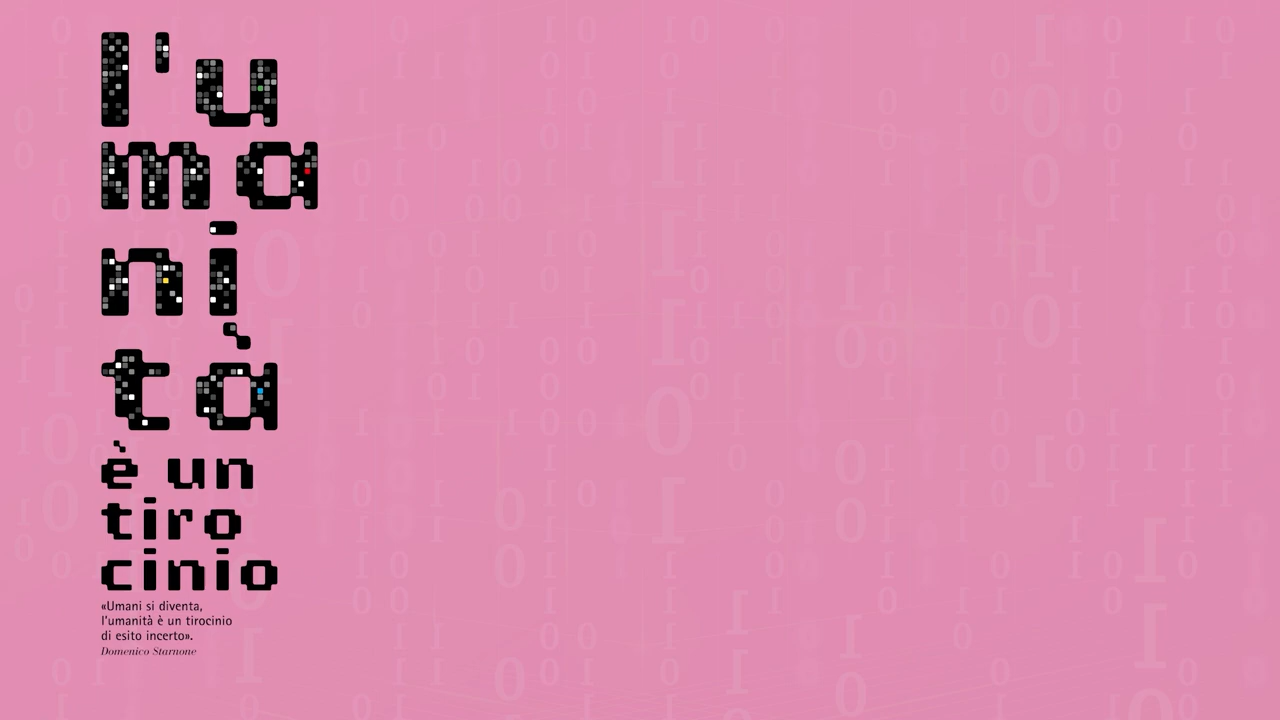 l'u
ma
ni
tà
è un
tiro
cinio
«Umani si diventa,
l'umanità è un tirocinio
di esito incerto».
Domenico Starnone